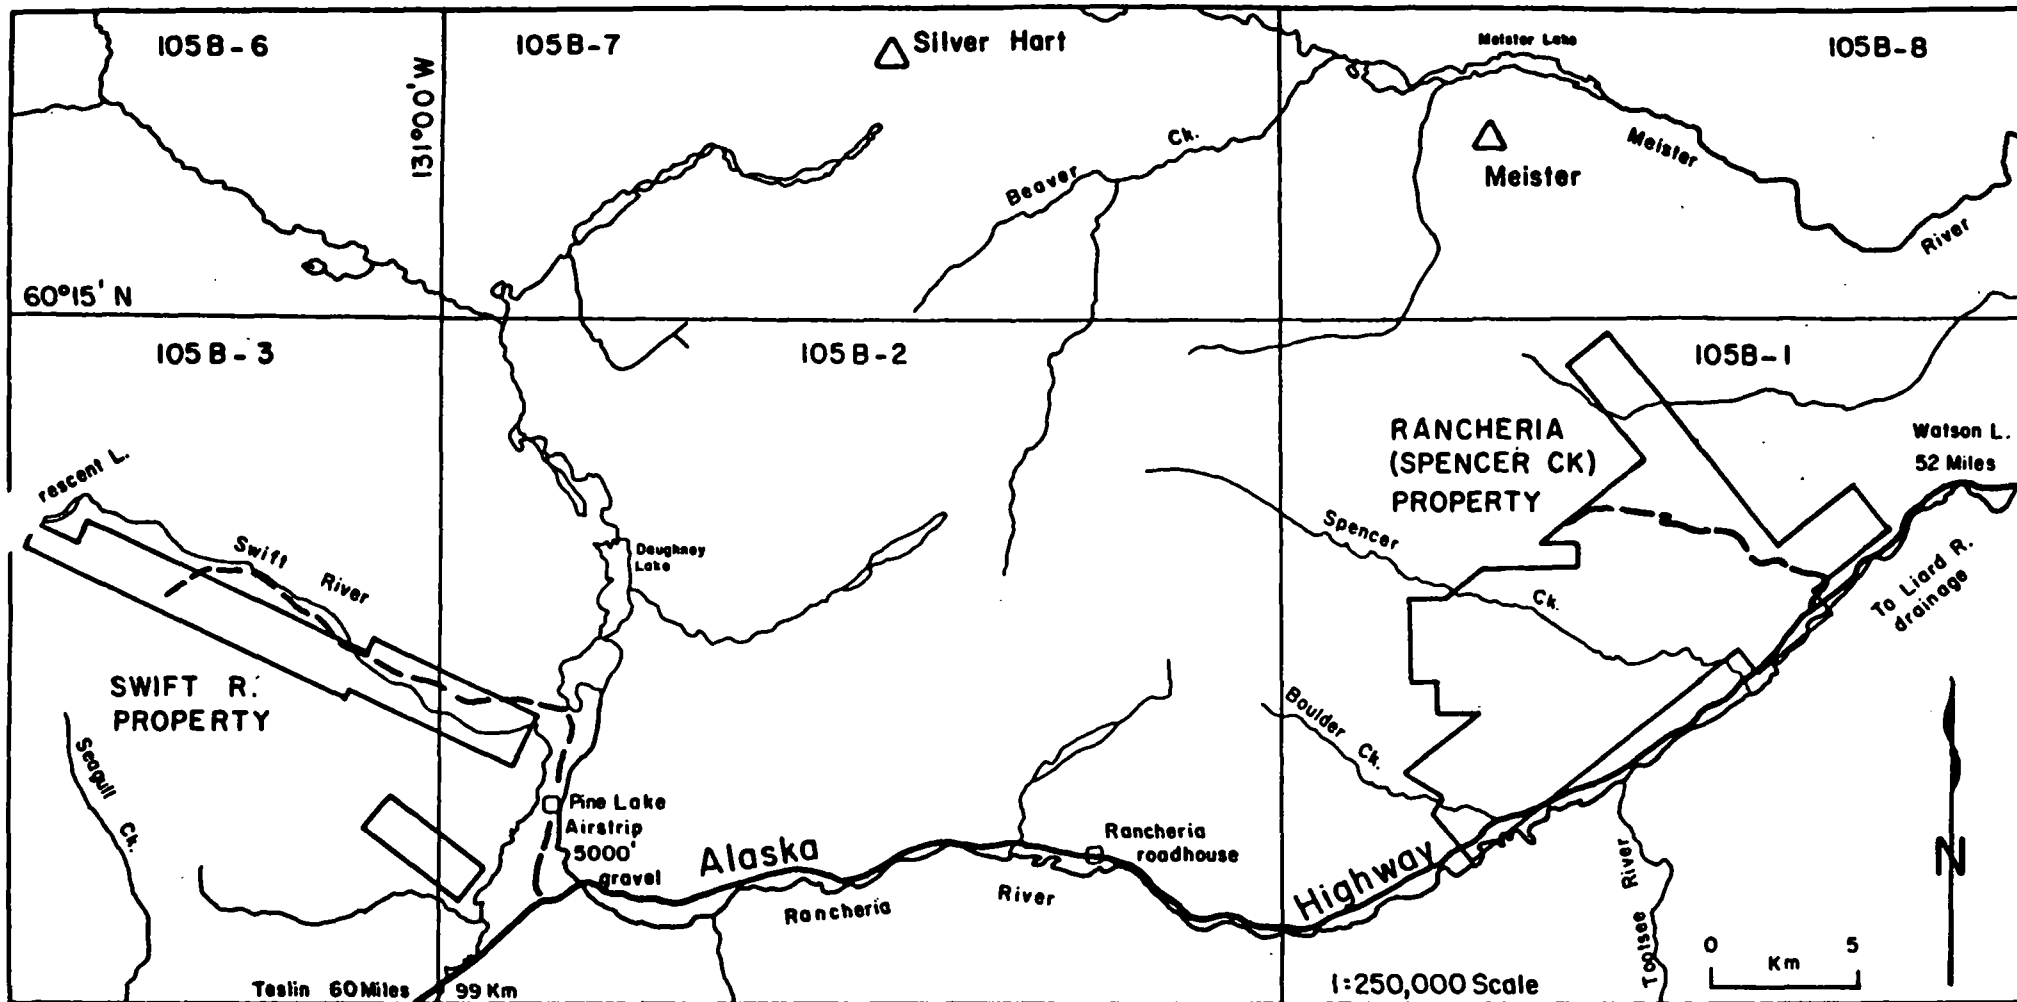 105B-6
105B-7
Silver Hart
Meister Lake
105B-8
131°00' W
Beaver
Ck.
Meister
Meister
River
60°15' N
105B-3
105B-2
105B-1
RANCHERIA
(SPENCER CK)
PROPERTY
Watson L.
52 Miles
rescent L.
Swift
River
Daughney
Lake
Spencer
Ck.
To Liard R.
drainage
SWIFT R.
PROPERTY
Seagull
Ck.
Boulder
Ck.
Pine Lake
Airstrip
5000'
gravel
Alaska
Highway
Rancheria
roadhouse
Rancheria
River
Tootsee
River
N
0 5
Km
Teslin 60 Miles
99 Km
1:250,000 Scale